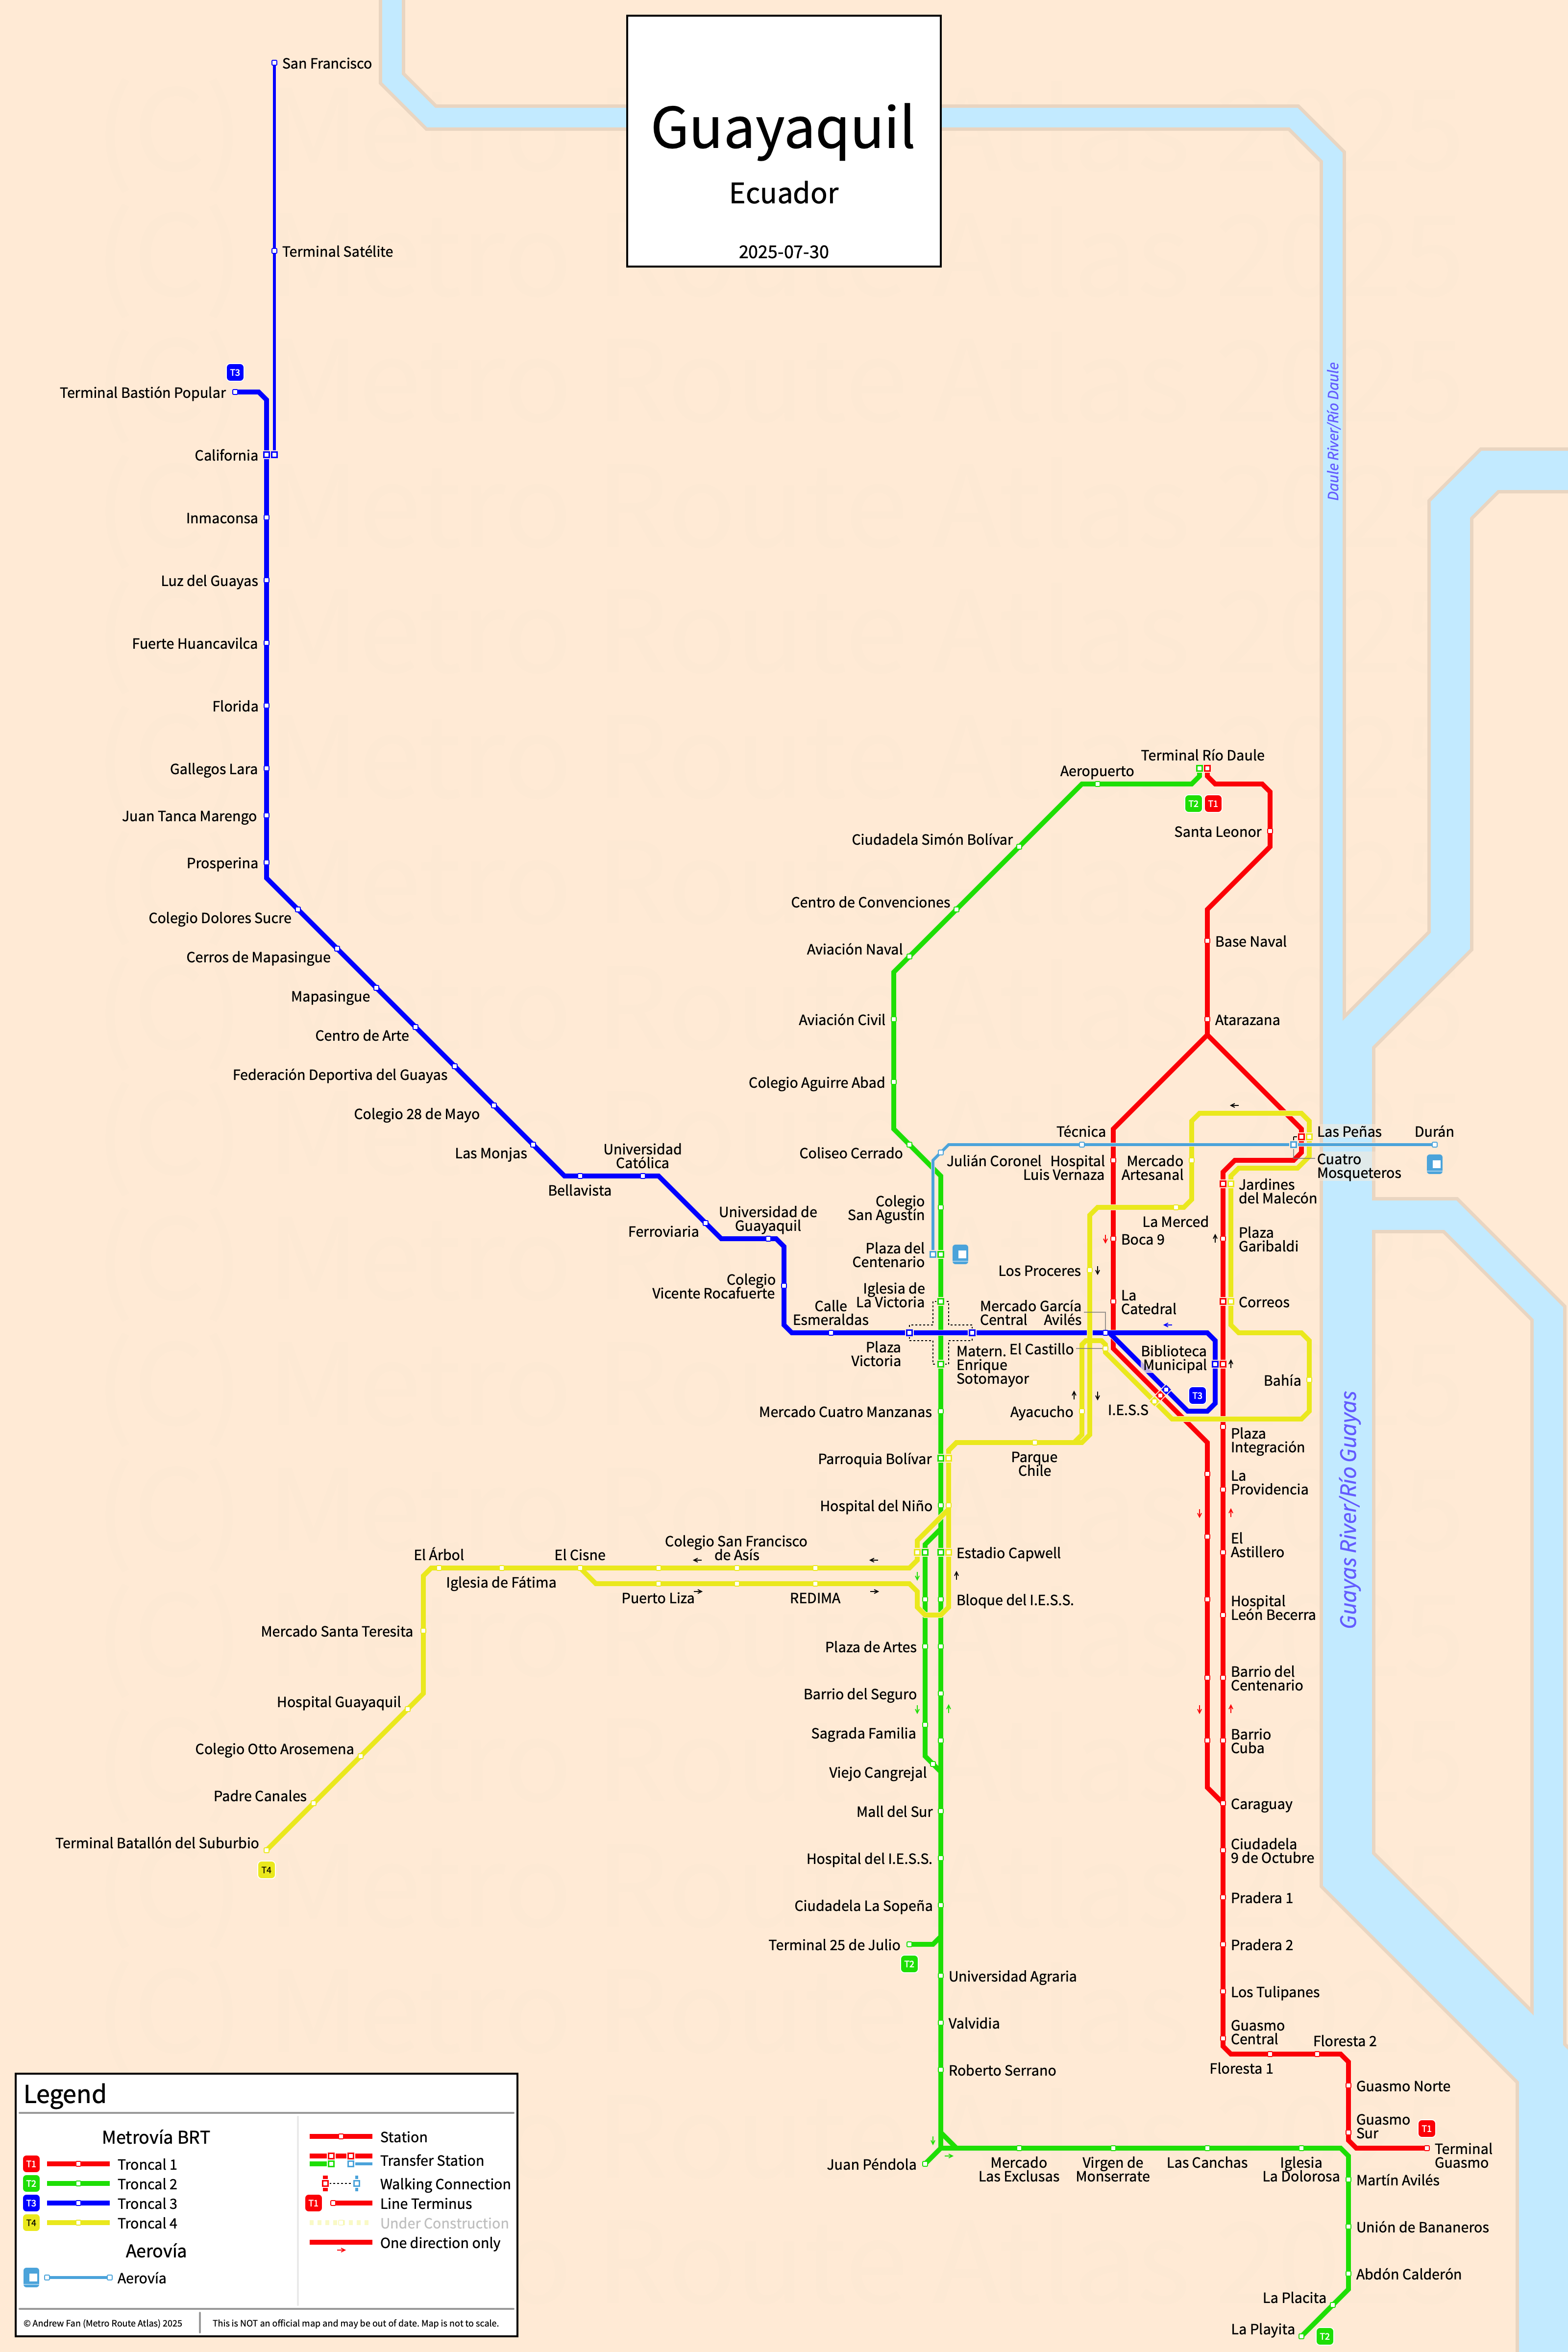 Guayaquil
Ecuador
2025-07-30
San Francisco
Terminal Satélite
T3
Terminal Bastión Popular
California
Inmaconsa
Luz del Guayas
Fuerte Huancavilca
Florida
Gallegos Lara
Juan Tanca Marengo
Prosperina
Colegio Dolores Sucre
Cerros de Mapasingue
Mapasingue
Centro de Arte
Federación Deportiva del Guayas
Colegio 28 de Mayo
Las Monjas
Bellavista
Universidad
Católica
Ferroviaria
Universidad de
Guayaquil
Colegio
Vicente Rocafuerte
Calle
Esmeraldas
Plaza
Victoria
Daule River/Río Daule
Terminal Río Daule
T2
T1
Aeropuerto
Ciudadela Simón Bolívar
Centro de Convenciones
Aviación Naval
Aviación Civil
Colegio Aguirre Abad
Coliseo Cerrado
Santa Leonor
Base Naval
Atarazana
Técnica
Julián Coronel
Hospital
Luis Vernaza
Mercado
Artesanal
Las Peñas
Durán
Cuatro
Mosqueteros
Colegio
San Agustín
Plaza del
Centenario
Iglesia de
La Victoria
La Merced
Boca 9
Los Proceres
Jardines
del Malecón
Plaza
Garibaldi
Mercado
Central
García
Avilés
La
Catedral
Correos
Matern.
Enrique
Sotomayor
El Castillo
Biblioteca
Municipal
T3
Bahía
Mercado Cuatro Manzanas
Ayacucho
I.E.S.S
Parroquia Bolívar
Parque
Chile
Plaza
Integración
La
Providencia
Hospital del Niño
Guayas River/Río Guayas
El Árbol
Iglesia de Fátima
El Cisne
Colegio San Francisco
de Asís
Puerto Liza
REDIMA
Estadio Capwell
El
Astillero
Bloque del I.E.S.S.
Hospital
León Becerra
Mercado Santa Teresita
Hospital Guayaquil
Colegio Otto Arosemena
Padre Canales
Terminal Batallón del Suburbio
T4
Plaza de Artes
Barrio del Seguro
Sagrada Familia
Viejo Cangrejal
Mall del Sur
Hospital del I.E.S.S.
Ciudadela La Sopeña
Terminal 25 de Julio
T2
Barrio del
Centenario
Barrio
Cuba
Caraguay
Ciudadela
9 de Octubre
Pradera 1
Pradera 2
Los Tulipanes
Guasmo
Central
Floresta 1
Floresta 2
Guasmo Norte
Guasmo
Sur
T1
Terminal
Guasmo
Universidad Agraria
Valvidia
Roberto Serrano
Juan Péndola
Mercado
Las Exclusas
Virgen de
Monserrate
Las Canchas
Iglesia
La Dolorosa
Martín Avilés
Unión de Bananeros
Abdón Calderón
La Placita
La Playita
T2
Legend
Metrovía BRT
T1 Troncal 1
T2 Troncal 2
T3 Troncal 3
T4 Troncal 4
Aerovía
Aerovía
Station
Transfer Station
Walking Connection
T1 Line Terminus
Under Construction
One direction only
© Andrew Fan (Metro Route Atlas) 2025
This is NOT an official map and may be out of date. Map is not to scale.